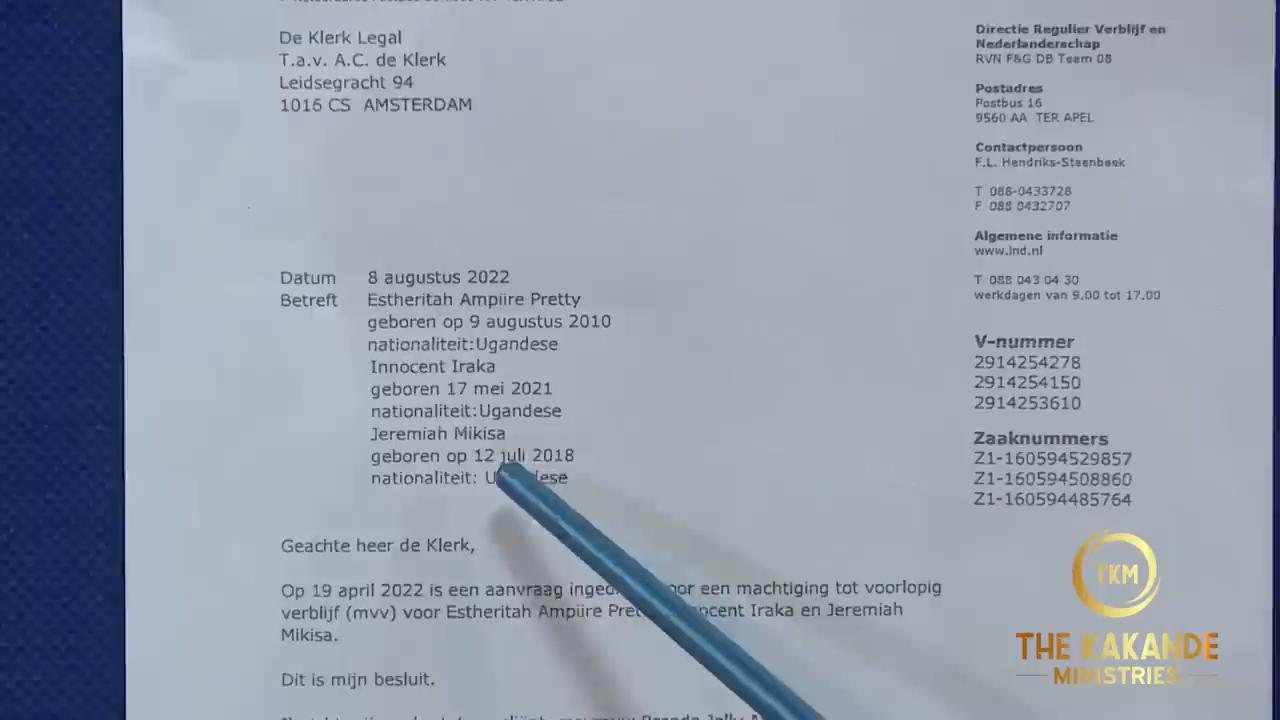 De Klerk Legal
T.a.v. A.C. de Klerk
Leidsegracht 94
1016 CS AMSTERDAM
Directie Regulier Verblijf en
Nederlanderschap
RVN F&G DB Team 08
Postadres
Postbus 16
9560 AA TER APEL
Contactpersoon
F.L. Hendriks-Steenbeek
T 088-0433728
F 088 0432707
Algemene informatie
www.ind.nl
T 088 043 04 30
werkdagen van 9.00 tot 17.00
V-nummer
2914254278
2914254150
2914253610
Zaaknummers
Z1-160594529857
Z1-160594508860
Z1-160594485764
Datum 8 augustus 2022
Betreft Estheritah Ampiire Pretty
geboren op 9 augustus 2010
nationaliteit:Ugandese
Innocent Iraka
geboren 17 mei 2021
nationaliteit:Ugandese
Jeremiah Mikisa
geboren op 12 juli 2018
nationaliteit:
Geachte heer de Klerk,
Op 19 april 2022 is een aanvraag een machtiging tot voorlopig
verblijf (mvv) voor Estheritah Ampiire Iraka en Jeremiah
Mikisa.
Dit is mijn besluit.
TKM
THE KAKANDE
MINISTRIES